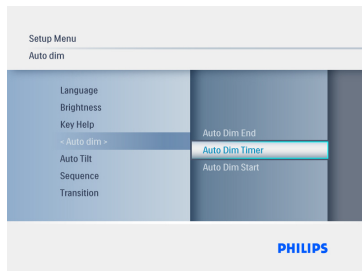 Setup Menu
Auto dim
Language
Brightness
Key Help
< Auto dim >
Auto Tilt
Sequence
Transition
Auto Dim End
Auto Dim Timer
Auto Dim Start
PHILIPS